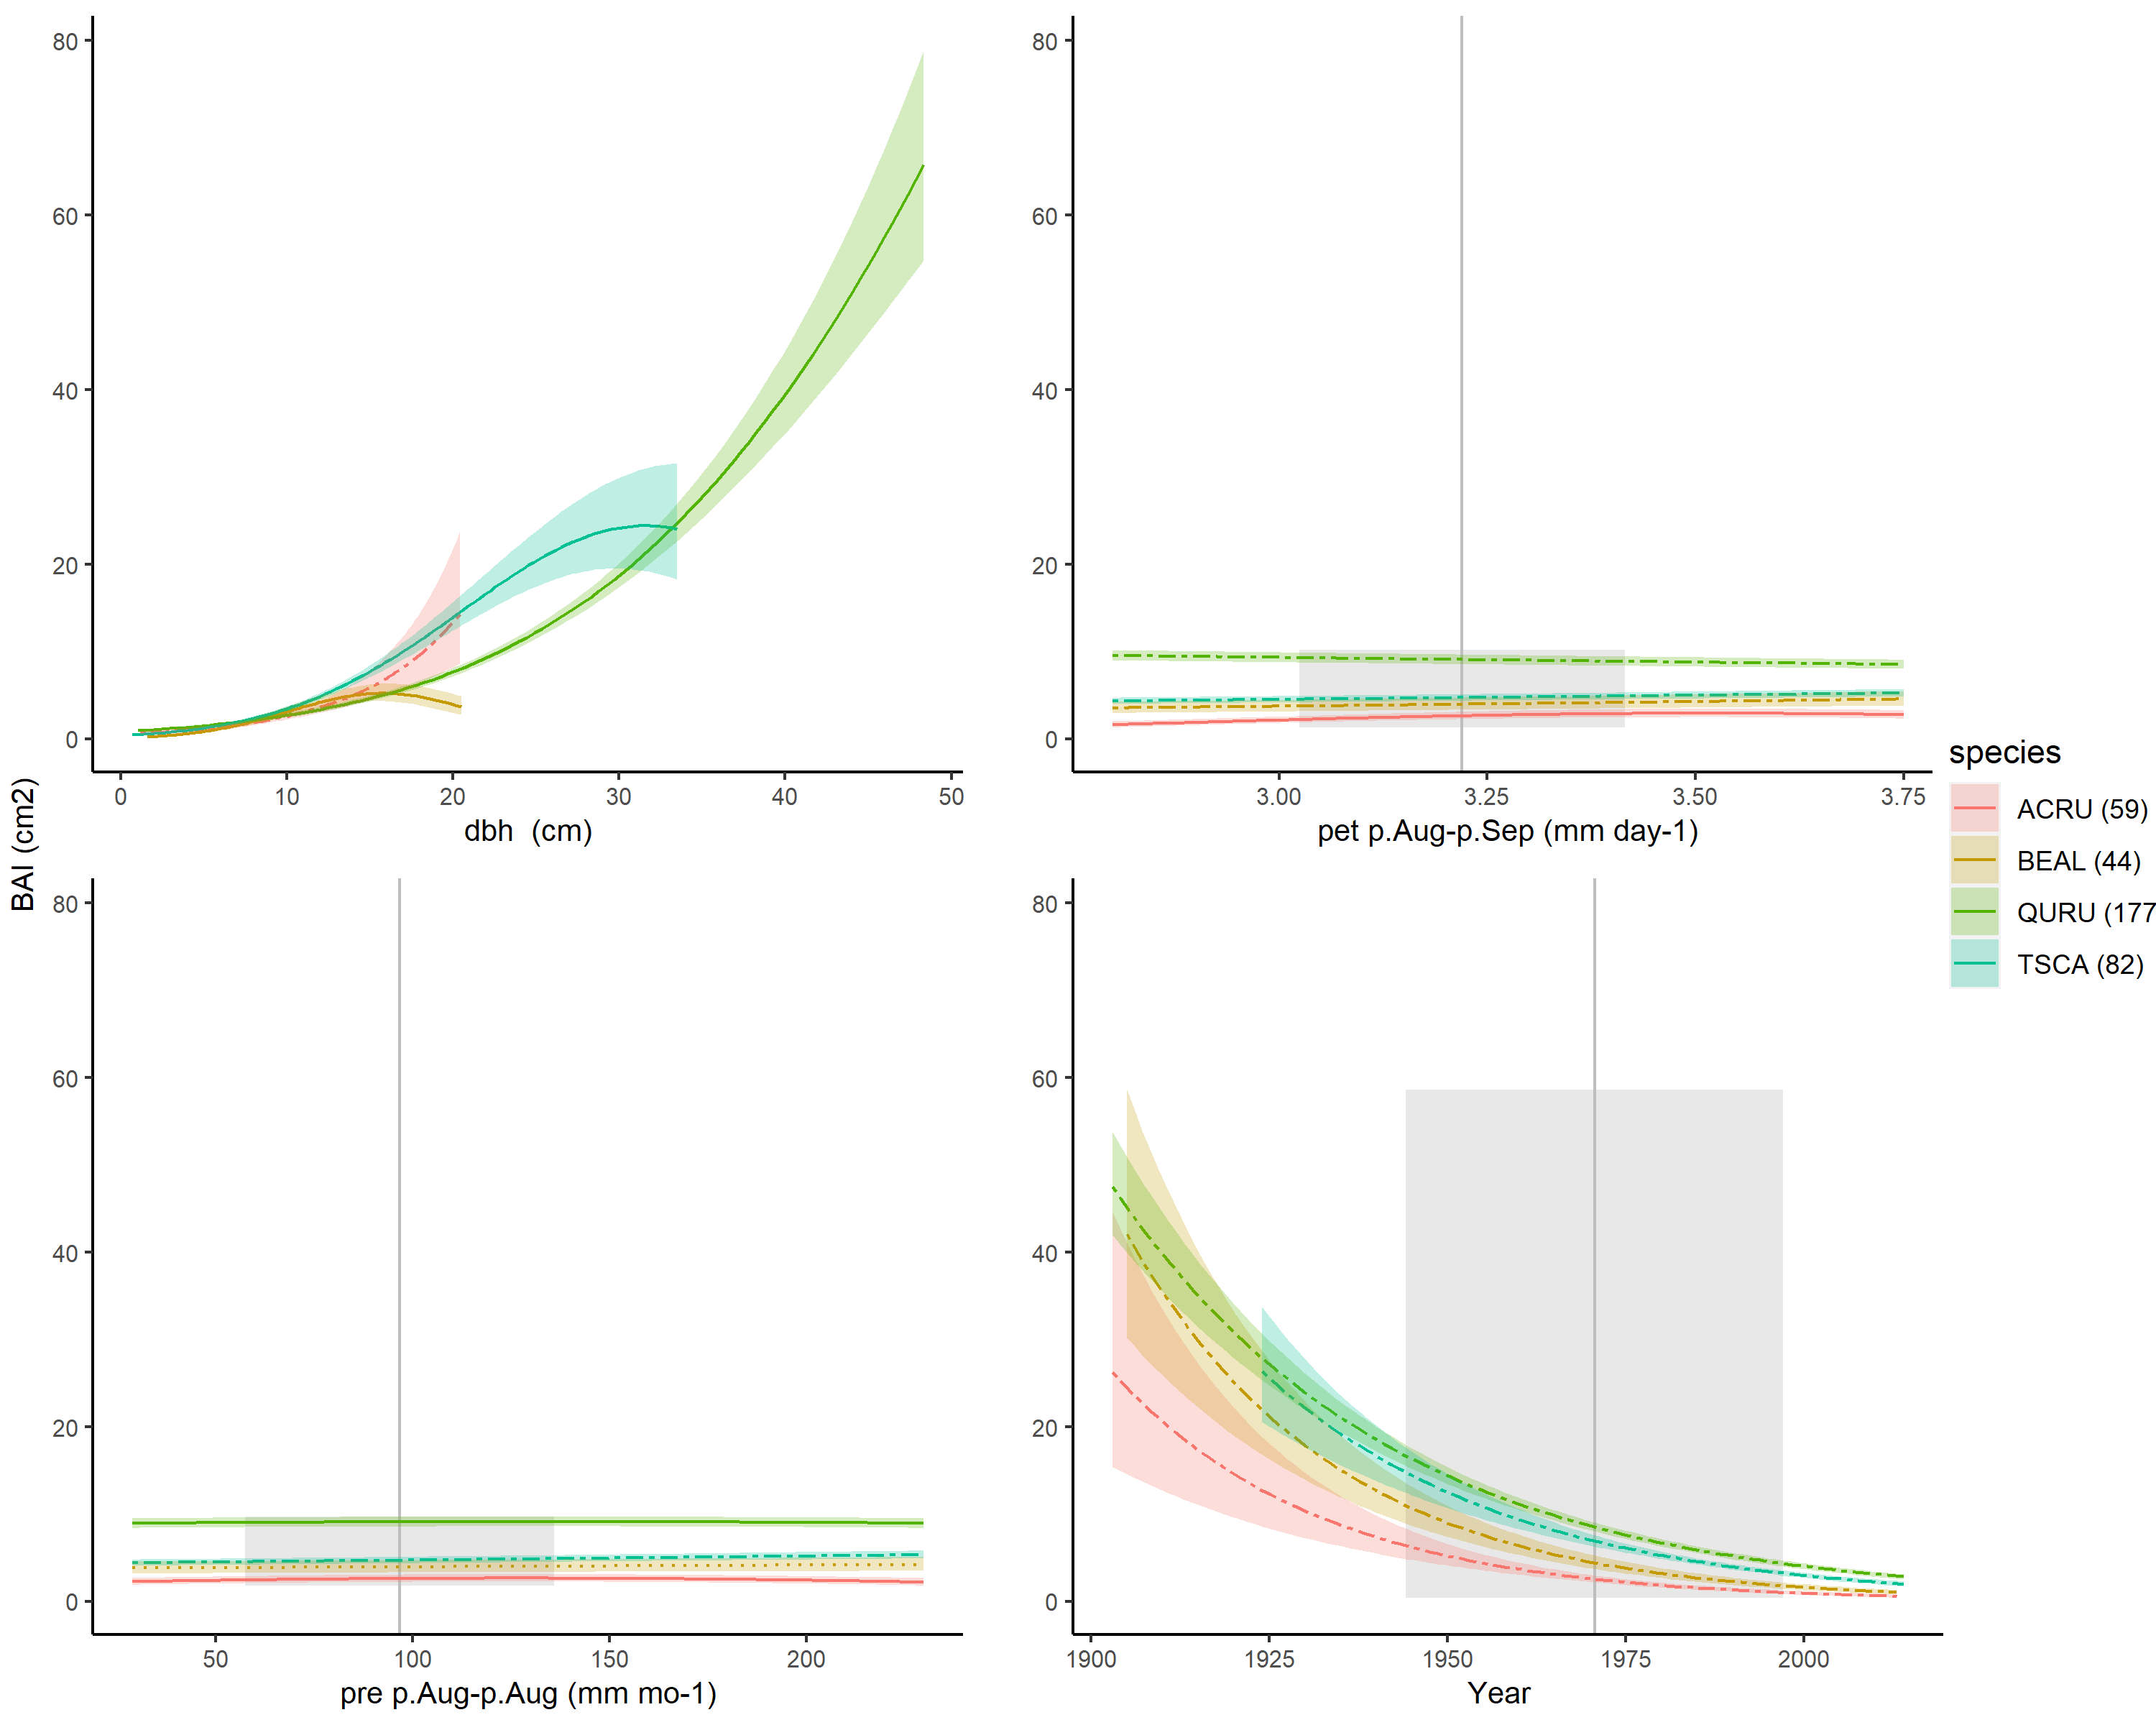 BAI (cm2)
80
60
40
20
0
0 10 20 30 40 50
dbh (cm)
80
60
40
20
0
3.00 3.25 3.50 3.75
pet p.Aug-p.Sep (mm day-1)
80
60
40
20
0
50 100 150 200
pre p.Aug-p.Aug (mm mo-1)
80
60
40
20
0
1900 1925 1950 1975 2000
Year
species
ACRU (59)
BEAL (44)
QURU (177
TSCA (82)